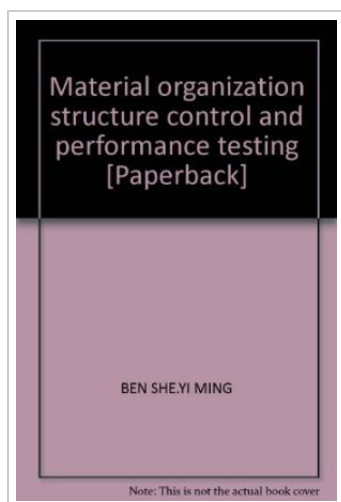 Material organization
structure control and
performance testing
[Paperback]
BEN SHE.YI MING
Note: This is not the actual book cover